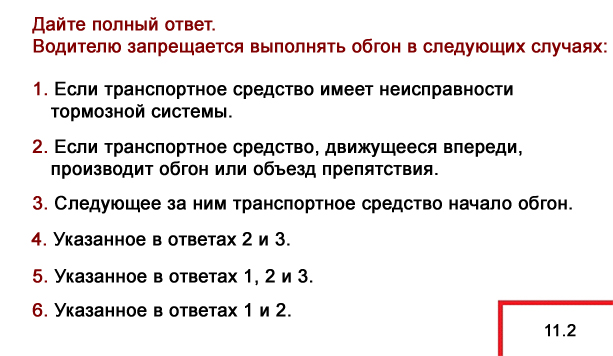 Дайте полный ответ.
Водителю запрещается выполнять обгон в следующих случаях:
1. Если транспортное средство имеет неисправности
тормозной системы.
2. Если транспортное средство, движущееся впереди,
производит обгон или объезд препятствия.
3. Следующее за ним транспортное средство начало обгон.
4. Указанное в ответах 2 и 3.
5. Указанное в ответах 1, 2 и 3.
6. Указанное в ответах 1 и 2.
11.2